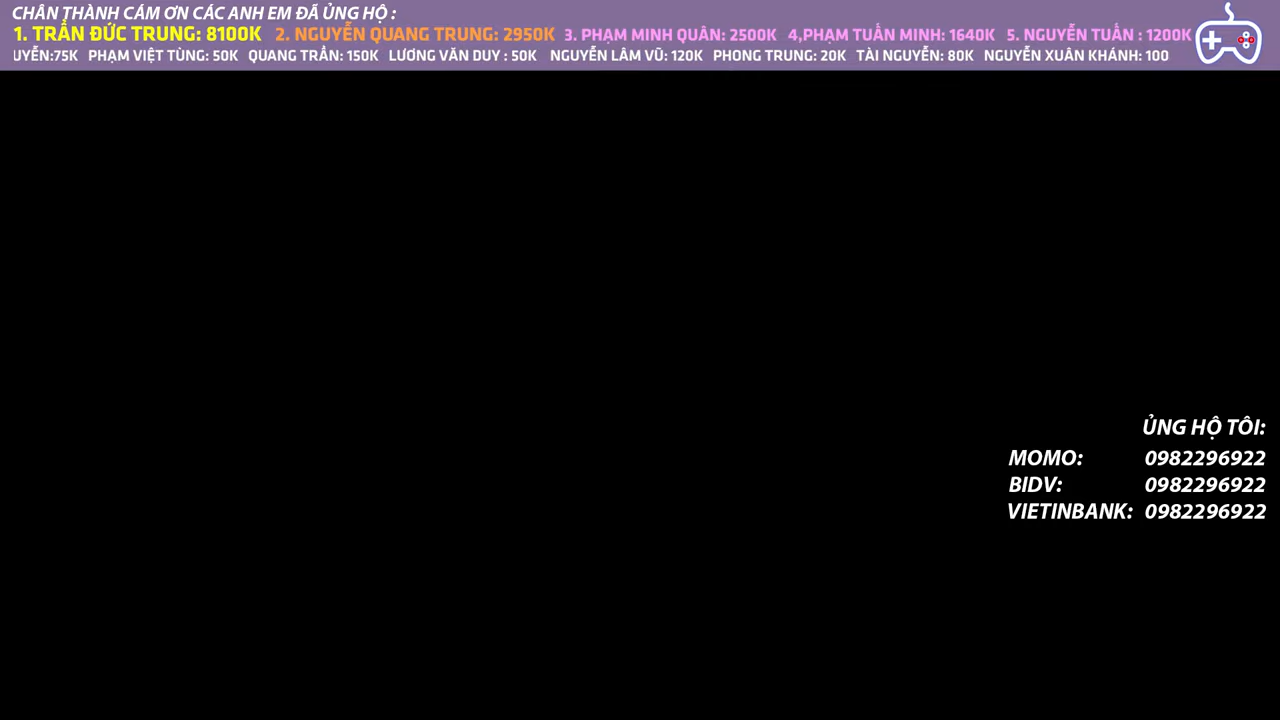 CHÂN THÀNH CÁM ƠN CÁC ANH EM ĐÃ ỦNG HỘ :
1. TRẦN ĐỨC TRUNG: 8100K 2. NGUYỄN QUANG TRUNG: 2950K 3. PHẠM MINH QUÂN: 2500K 4,PHẠM TUẤN MINH: 1640K 5. NGUYỄN TUẤN : 1200K
UYỄN:75K PHẠM VIỆT TÙNG: 50K QUANG TRẦN: 150K LƯƠNG VĂN DUY : 50K NGUYỄN LÂM VŨ: 120K PHONG TRUNG: 20K TÀI NGUYỄN: 80K NGUYỄN XUÂN KHÁNH: 100
ỦNG HỘ TÔI:
MOMO: 0982296922
BIDV: 0982296922
VIETINBANK: 0982296922